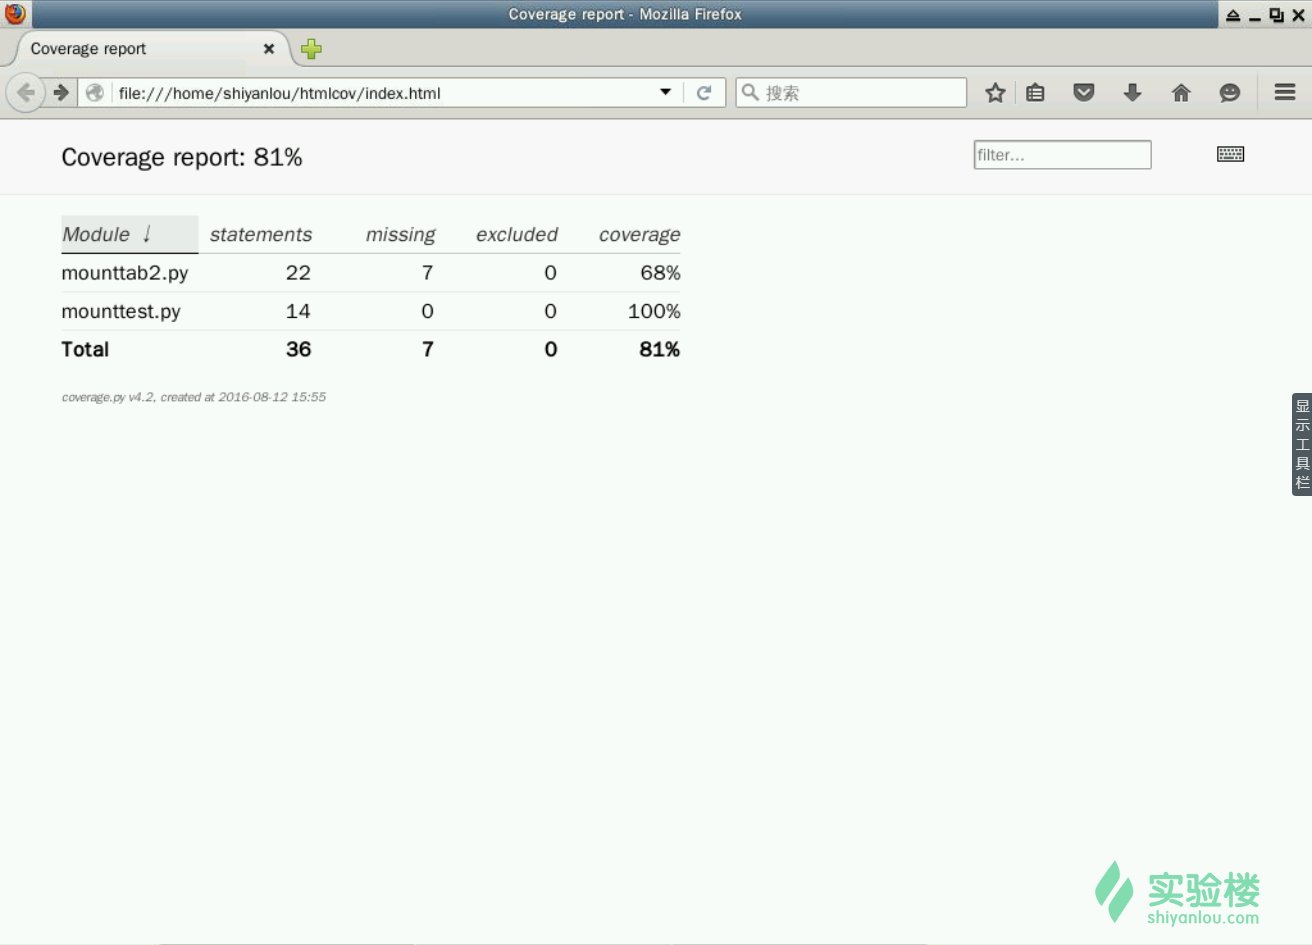 Coverage report - Mozilla Firefox
Coverage report
file:///home/shiyanlou/htmlcov/index.html
搜索
Coverage report: 81%
filter...
Module ↓ statements missing excluded coverage
mounttab2.py 22 7 0 68%
mounttest.py 14 0 0 100%
Total 36 7 0 81%
coverage.py v4.2, created at 2016-08-12 15:55
显示工具栏
实验楼
shiyanlou.com